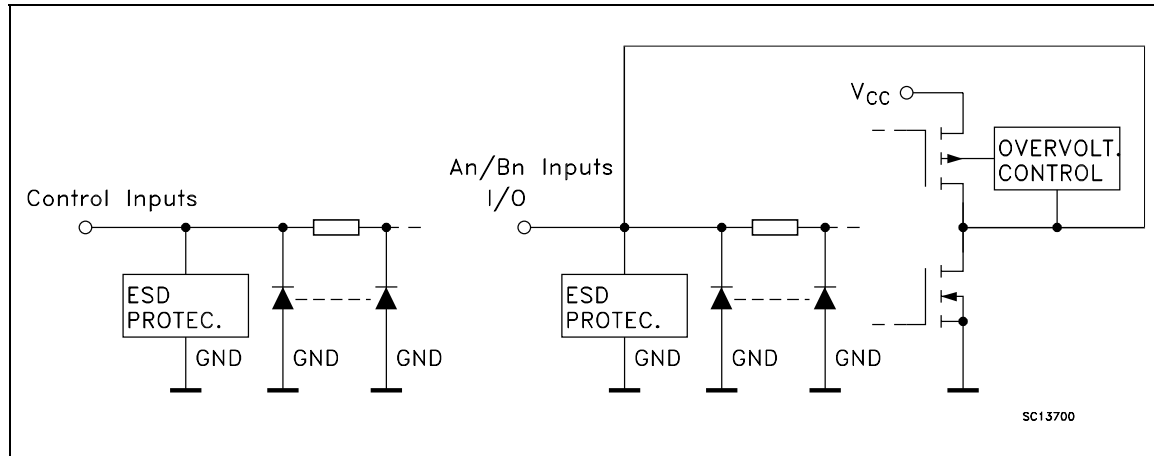 Control Inputs
ESD
PROTEC.
GND
GND
GND
An/Bn Inputs
I/O
ESD
PROTEC.
GND
GND
GND
VCC
OVERVOLT.
CONTROL
SC13700